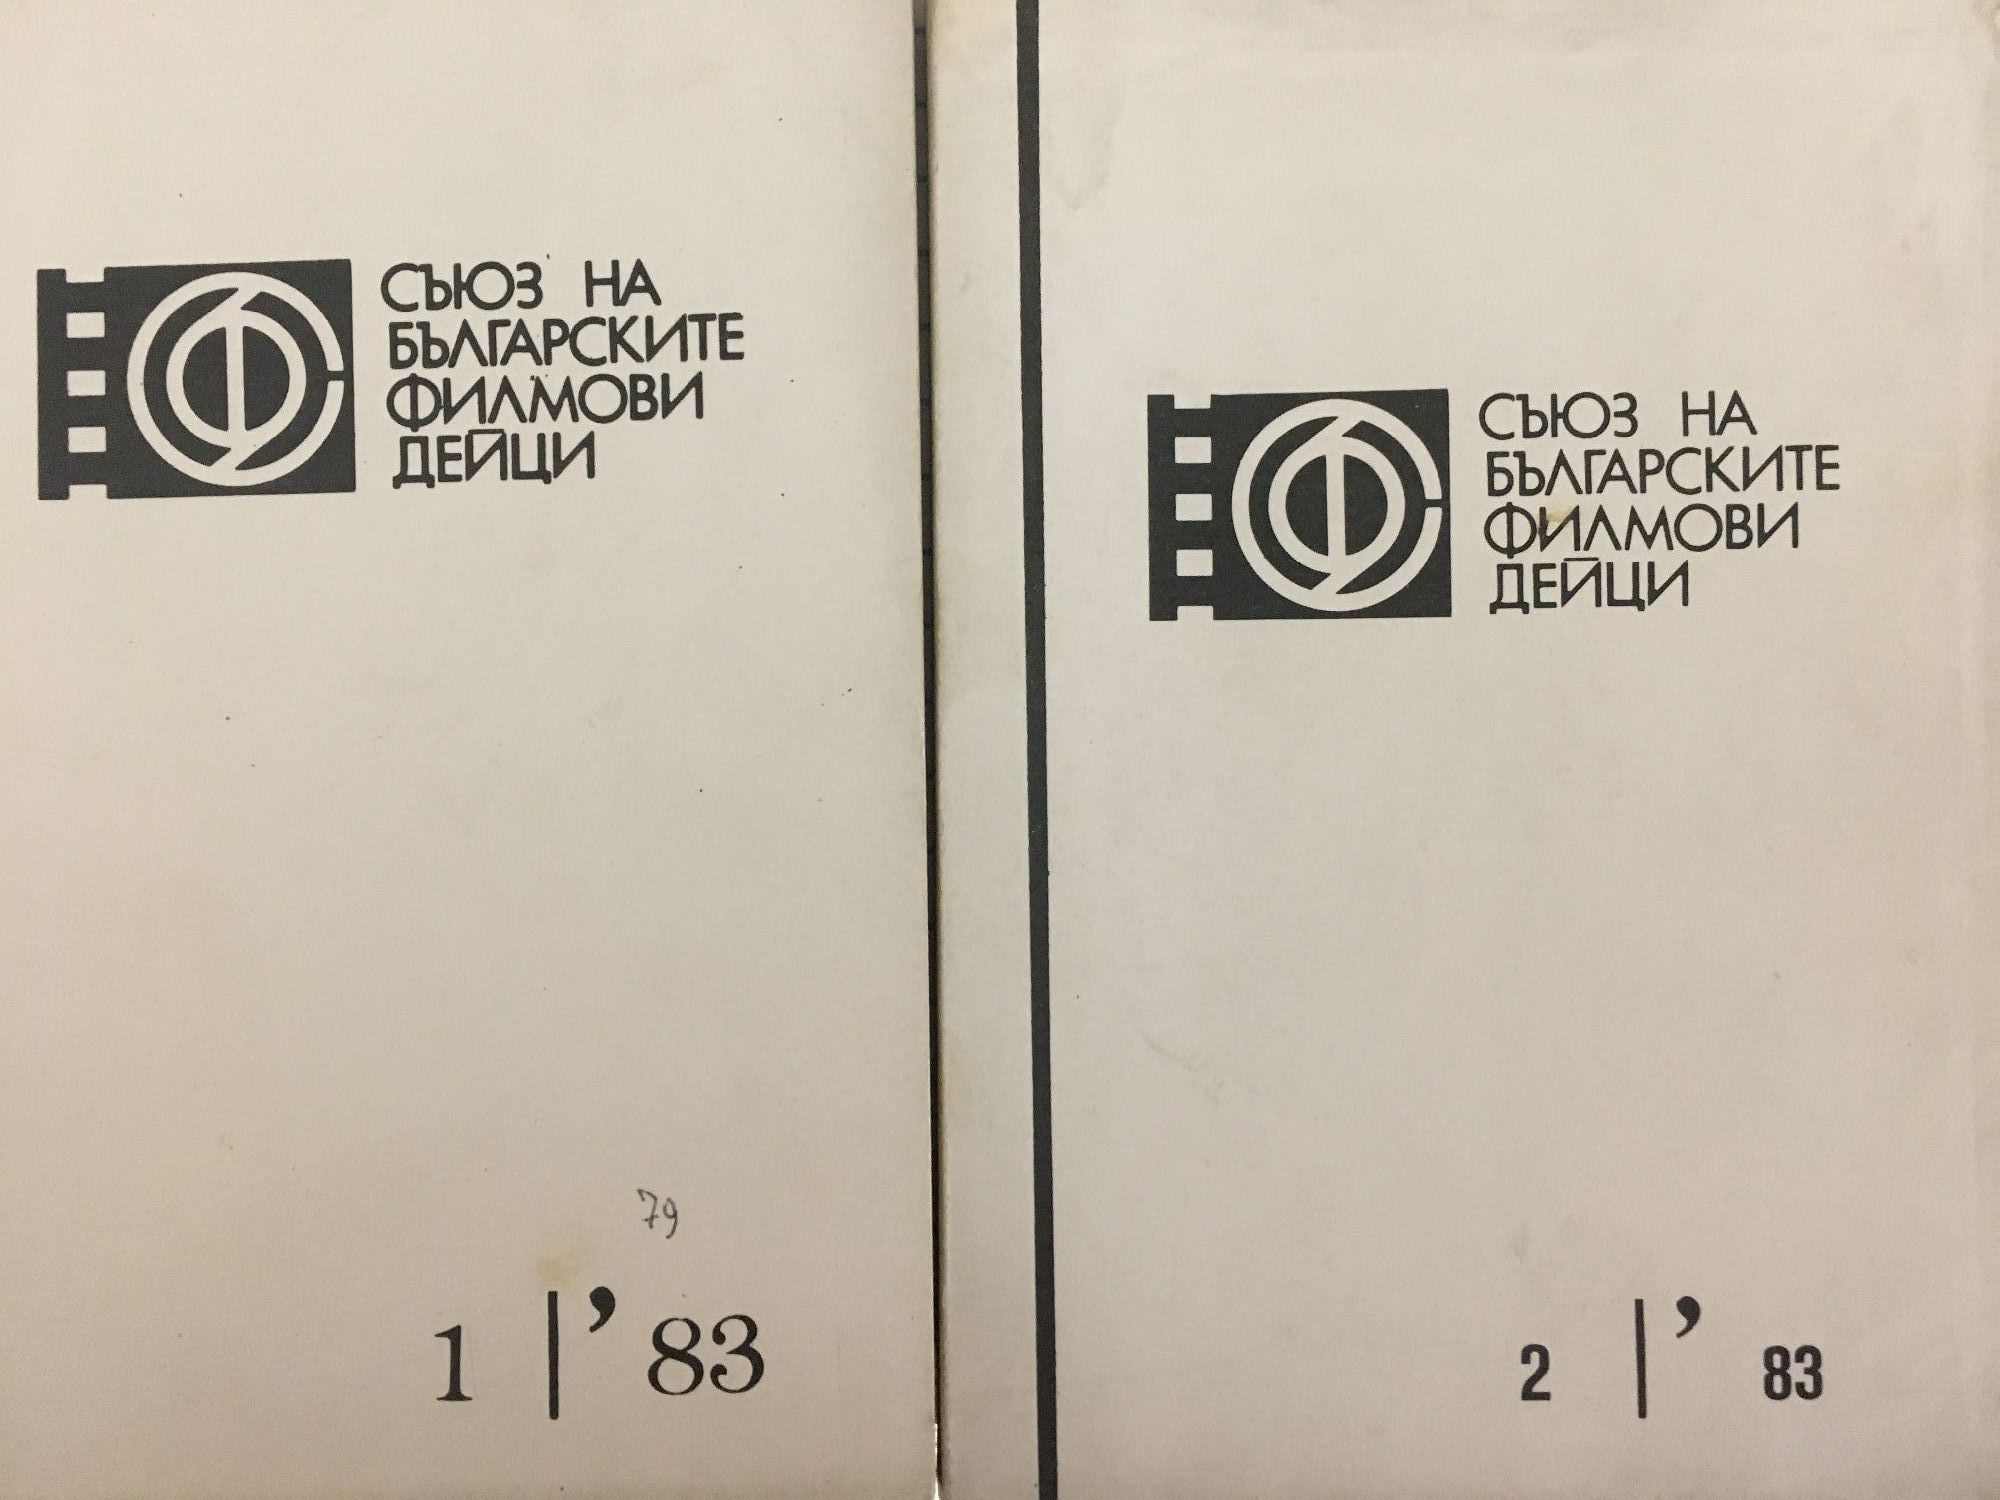 СЪЮЗ НА
БЪЛГАРСКИТЕ
ФИЛМОВИ
ДЕЙЦИ
79
1 | ’ 83
СЪЮЗ НА
БЪЛГАРСКИТЕ
ФИЛМОВИ
ДЕЙЦИ
2 | ’ 83